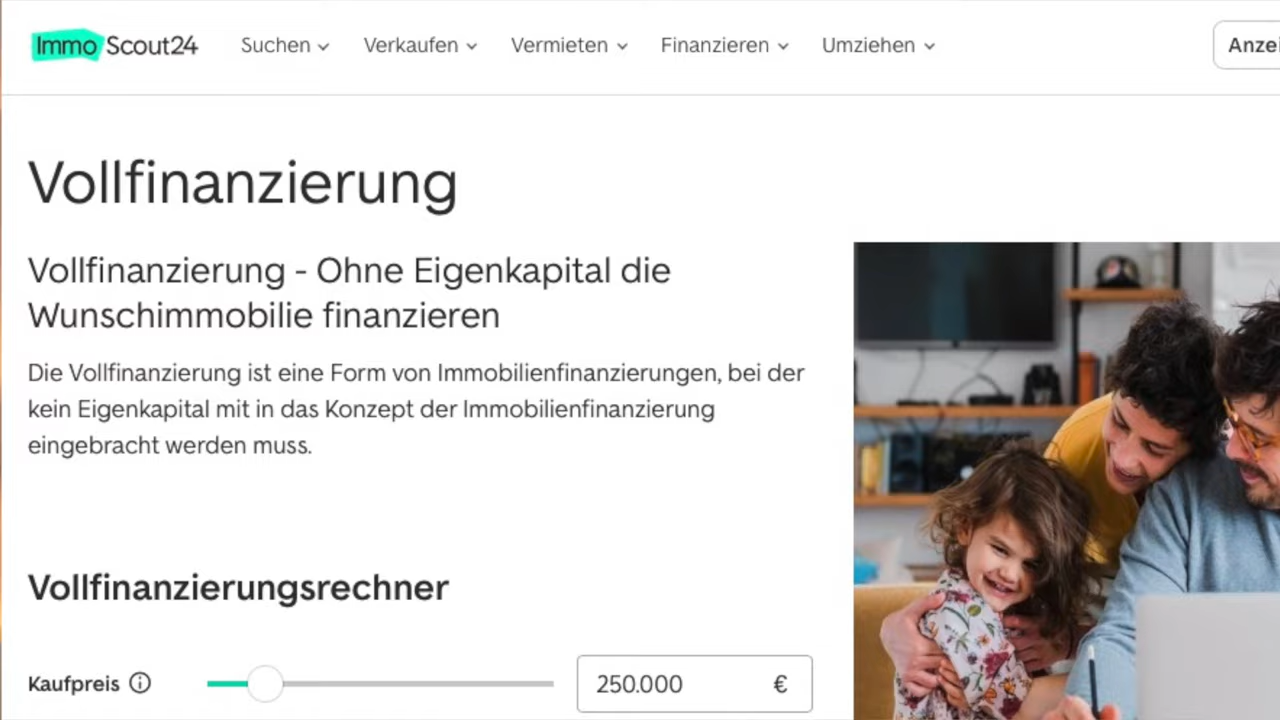 ImmoScout24 Suchen Verkaufen Vermieten Finanzieren Umziehen
Vollfinanzierung
Vollfinanzierung - Ohne Eigenkapital die
Wunschimmobilie finanzieren
Die Vollfinanzierung ist eine Form von Immobilienfinanzierungen, bei der
kein Eigenkapital mit in das Konzept der Immobilienfinanzierung
eingebracht werden muss.
Vollfinanzierungsrechner
Kaufpreis 250.000 €